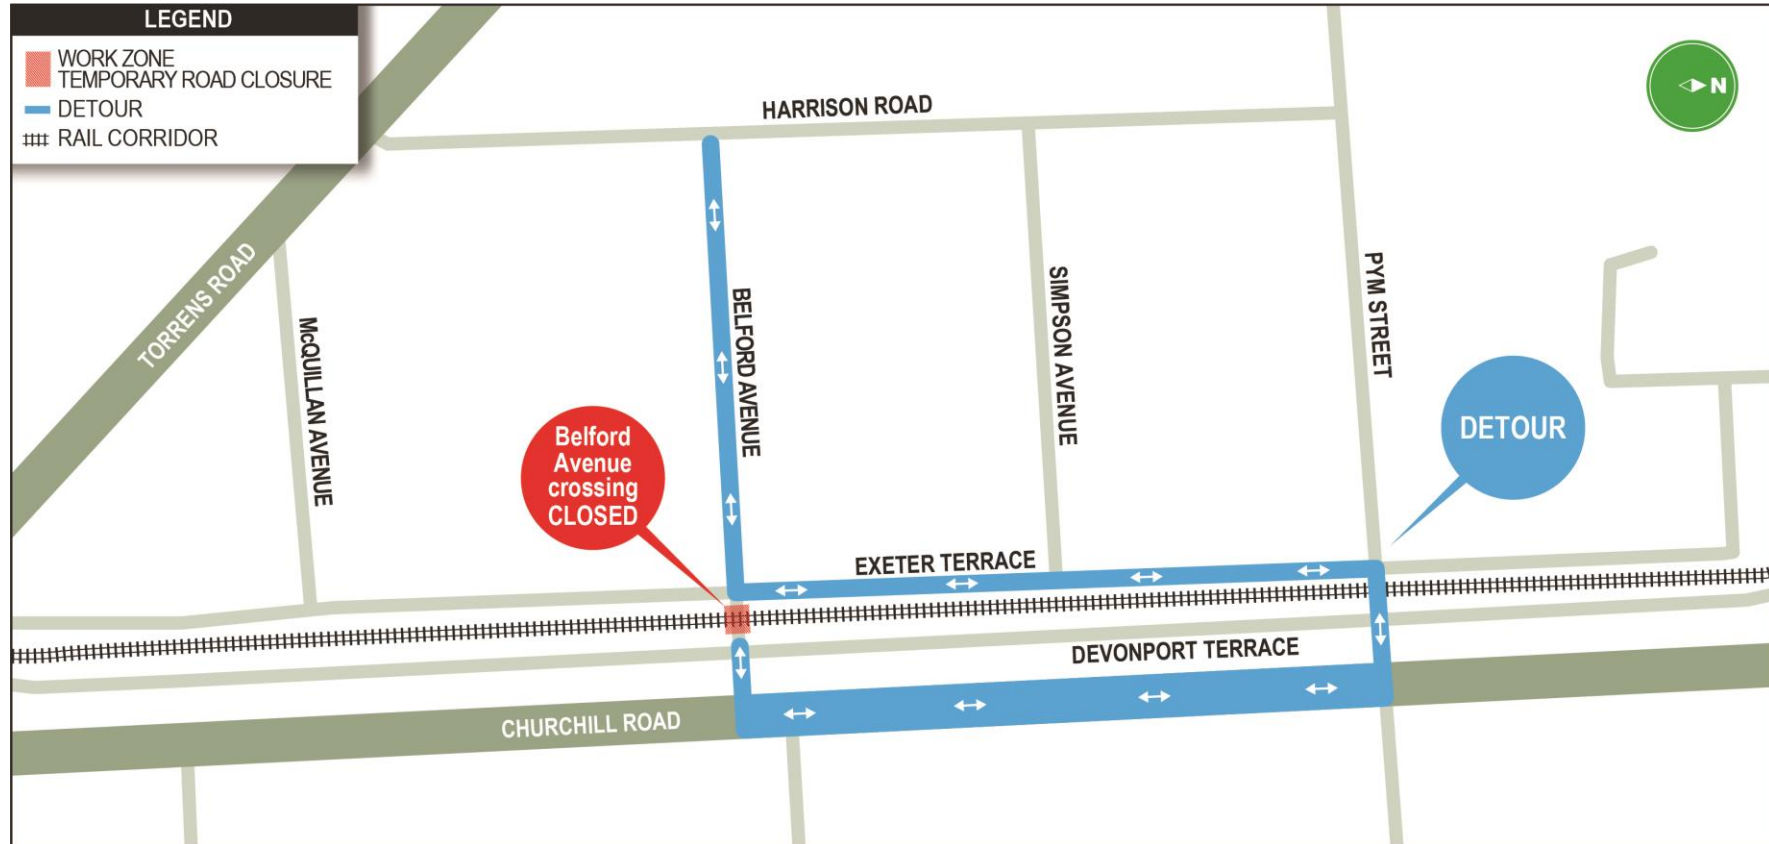 LEGEND
WORK ZONE
TEMPORARY ROAD CLOSURE
DETOUR
RAIL CORRIDOR
HARRISON ROAD
N
TORRENS ROAD
McQUILLAN AVENUE
BELFORD AVENUE
SIMPSON AVENUE
PYM STREET
Belford
Avenue
crossing
CLOSED
DETOUR
EXETER TERRACE
DEVONPORT TERRACE
CHURCHILL ROAD